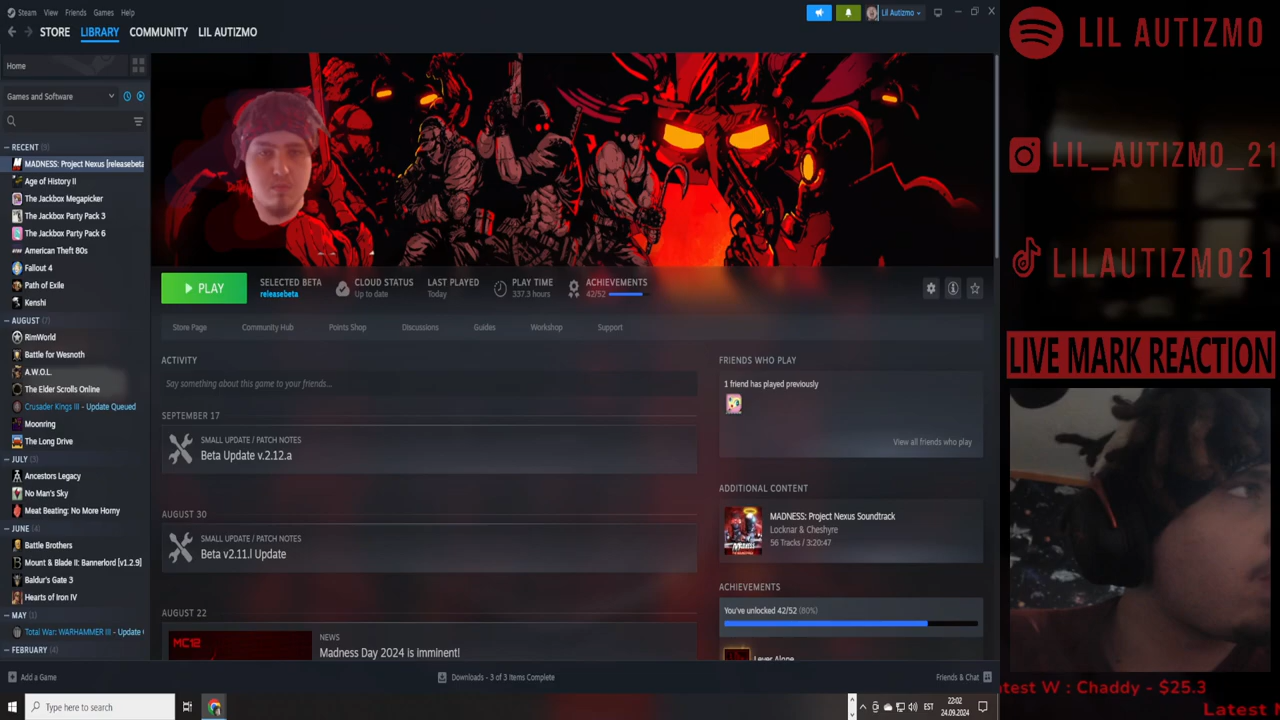 Steam View Friends Games Help
Lil Autizmo
STORE LIBRARY COMMUNITY LIL AUTIZMO
Home
Games and Software
RECENT (9)
MADNESS: Project Nexus [releasebeta
Age of History II
The Jackbox Megapicker
The Jackbox Party Pack 3
The Jackbox Party Pack 6
American Theft 80s
Fallout 4
Path of Exile
Kenshi
AUGUST (7)
RimWorld
Battle for Wesnoth
A.W.O.L.
The Elder Scrolls Online
Crusader Kings III - Update Queued
Moonring
The Long Drive
JULY (3)
Ancestors Legacy
No Man's Sky
Meat Beating: No More Horny
JUNE (4)
Battle Brothers
Mount & Blade II: Bannerlord [v1.2.9]
Baldur's Gate 3
Hearts of Iron IV
MAY (1)
Total War: WARHAMMER III - Update
FEBRUARY (4)
Add a Game
PLAY
SELECTED BETA
releasebeta
CLOUD STATUS
Up to date
LAST PLAYED
Today
PLAY TIME
337.3 hours
ACHIEVEMENTS
42/52
Store Page Community Hub Points Shop Discussions Guides Workshop Support
ACTIVITY
Say something about this game to your friends...
SEPTEMBER 17
SMALL UPDATE / PATCH NOTES
Beta Update v.2.12.a
AUGUST 30
SMALL UPDATE / PATCH NOTES
Beta v2.11.l Update
AUGUST 22
MC12
NEWS
Madness Day 2024 is imminent!
FRIENDS WHO PLAY
1 friend has played previously
View all friends who play
ADDITIONAL CONTENT
MADNESS: Project Nexus Soundtrack
Locknar & Cheshyre
56 Tracks / 3:20:47
ACHIEVEMENTS
You've unlocked 42/52 (80%)
Lever Alone
Downloads - 3 of 3 Items Complete
Friends & Chat
Type here to search
EST
22:02
24.09.2024
LIL AUTIZMO
LIL_AUTIZMO_21
LILAUTIZMO21
LIVE MARK REACTION
test W : Chaddy - $25.3
Latest